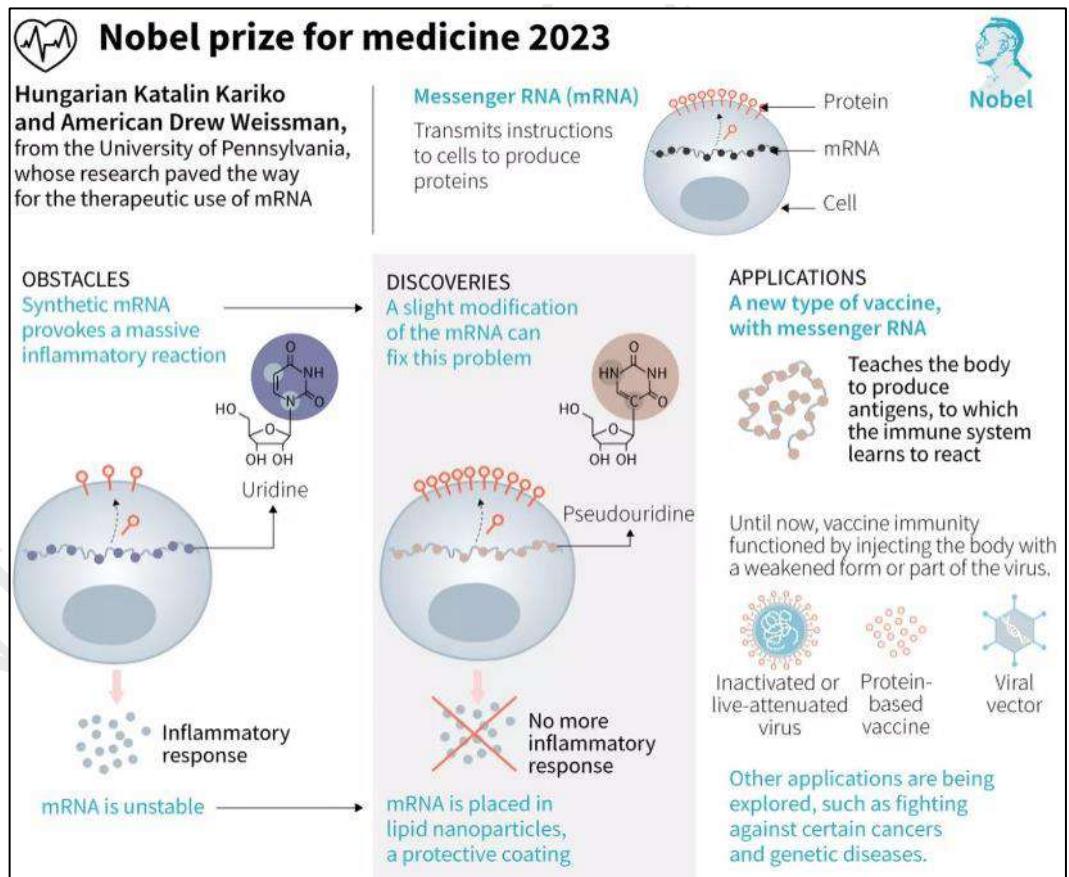 Nobel prize for medicine 2023
Nobel
Hungarian Katalin Kariko
and American Drew Weissman,
from the University of Pennsylvania,
whose research paved the way
for the therapeutic use of mRNA
Messenger RNA (mRNA)
Transmits instructions
to cells to produce
proteins
Protein
mRNA
Cell
OBSTACLES
Synthetic mRNA
provokes a massive
inflammatory reaction
O
NH
N
O
HO
O
OH OH
Uridine
Inflammatory
response
mRNA is unstable
DISCOVERIES
A slight modification
of the mRNA can
fix this problem
O
HN
NH
C
O
HO
O
OH OH
Pseudouridine
No more
inflammatory
response
mRNA is placed in
lipid nanoparticles,
a protective coating
APPLICATIONS
A new type of vaccine,
with messenger RNA
Teaches the body
to produce
antigens, to which
the immune system
learns to react
Until now, vaccine immunity
functioned by injecting the body with
a weakened form or part of the virus.
Inactivated or
live-attenuated
virus
Protein-
based
vaccine
Viral
vector
Other applications are being
explored, such as fighting
against certain cancers
and genetic diseases.